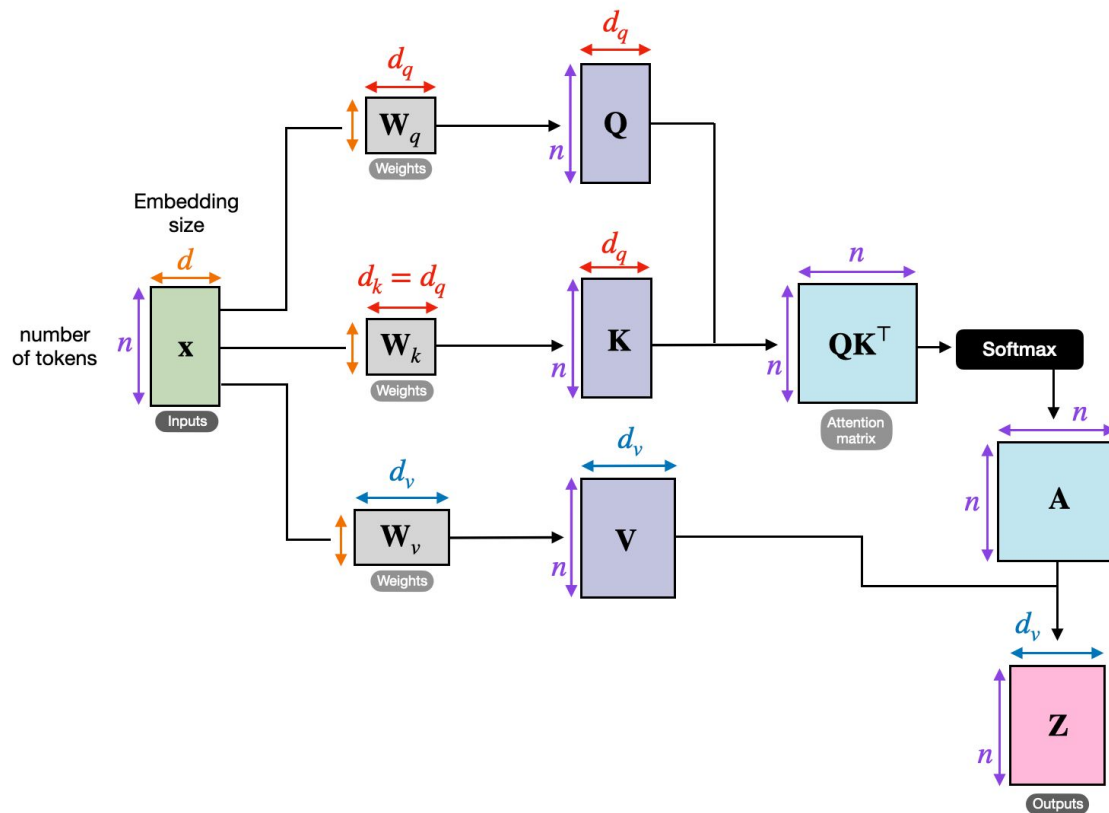 d_q
d_q
W_q
Q
n
Weights
Embedding
size
d
d_k = d_q
d_q
n
number
of tokens
n
x
W_k
K
n
QK^⊤
n
Softmax
Inputs
Weights
Attention
matrix
n
d_v
d_v
W_v
n
V
n
A
Weights
d_v
n
Z
Outputs